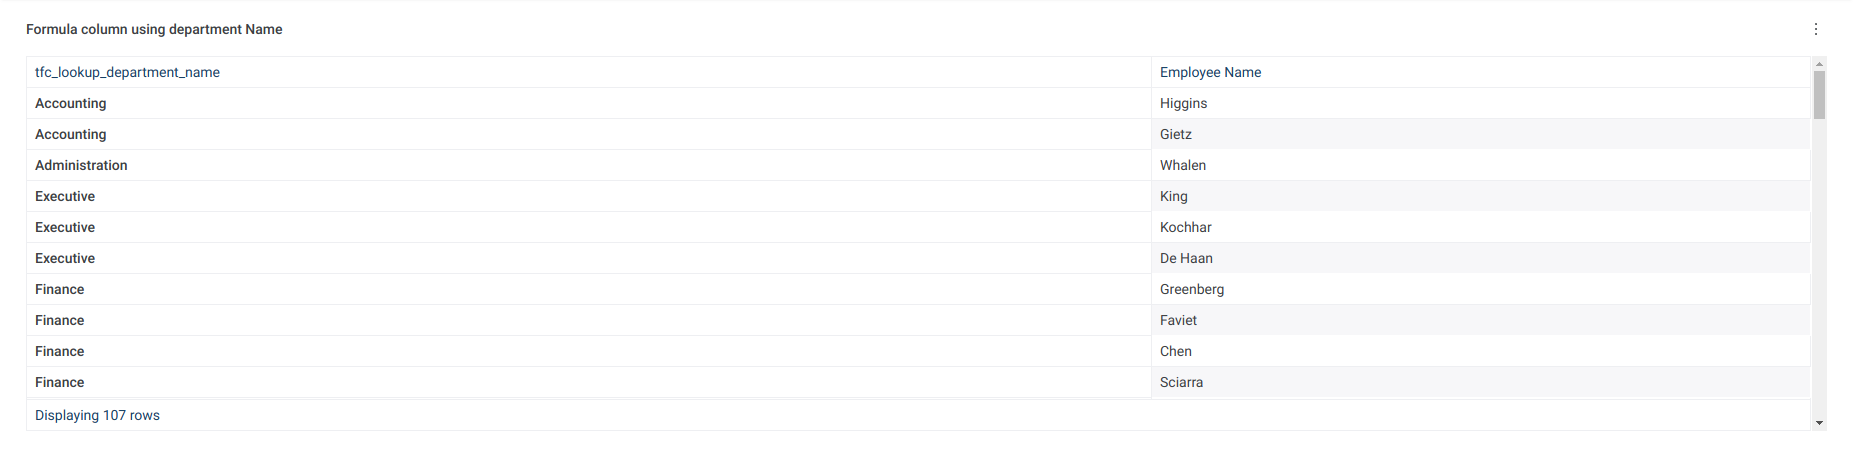 Formula column using department Name
tfc_lookup_department_name Employee Name
Accounting Higgins
Accounting Gietz
Administration Whalen
Executive King
Executive Kochhar
Executive De Haan
Finance Greenberg
Finance Faviet
Finance Chen
Finance Sciarra
Displaying 107 rows